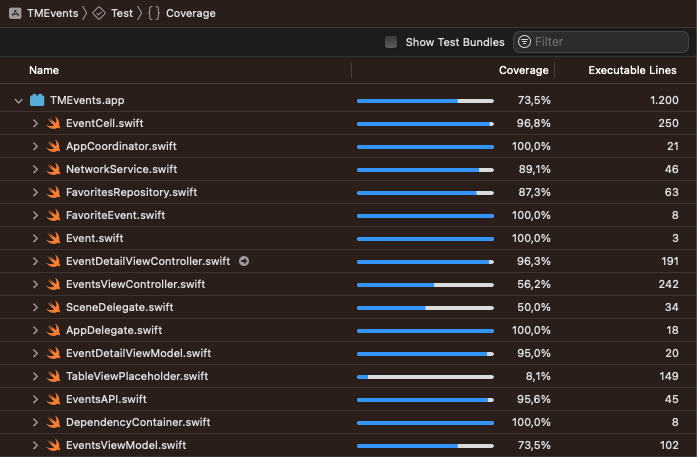 TMEvents Test Coverage
Show Test Bundles Filter
Name Coverage Executable Lines
TMEvents.app 73,5% 1.200
EventCell.swift 96,8% 250
AppCoordinator.swift 100,0% 21
NetworkService.swift 89,1% 46
FavoritesRepository.swift 87,3% 63
FavoriteEvent.swift 100,0% 8
Event.swift 100,0% 3
EventDetailViewController.swift 96,3% 191
EventsViewController.swift 56,2% 242
SceneDelegate.swift 50,0% 34
AppDelegate.swift 100,0% 18
EventDetailViewModel.swift 95,0% 20
TableViewPlaceholder.swift 8,1% 149
EventsAPI.swift 95,6% 45
DependencyContainer.swift 100,0% 8
EventsViewModel.swift 73,5% 102